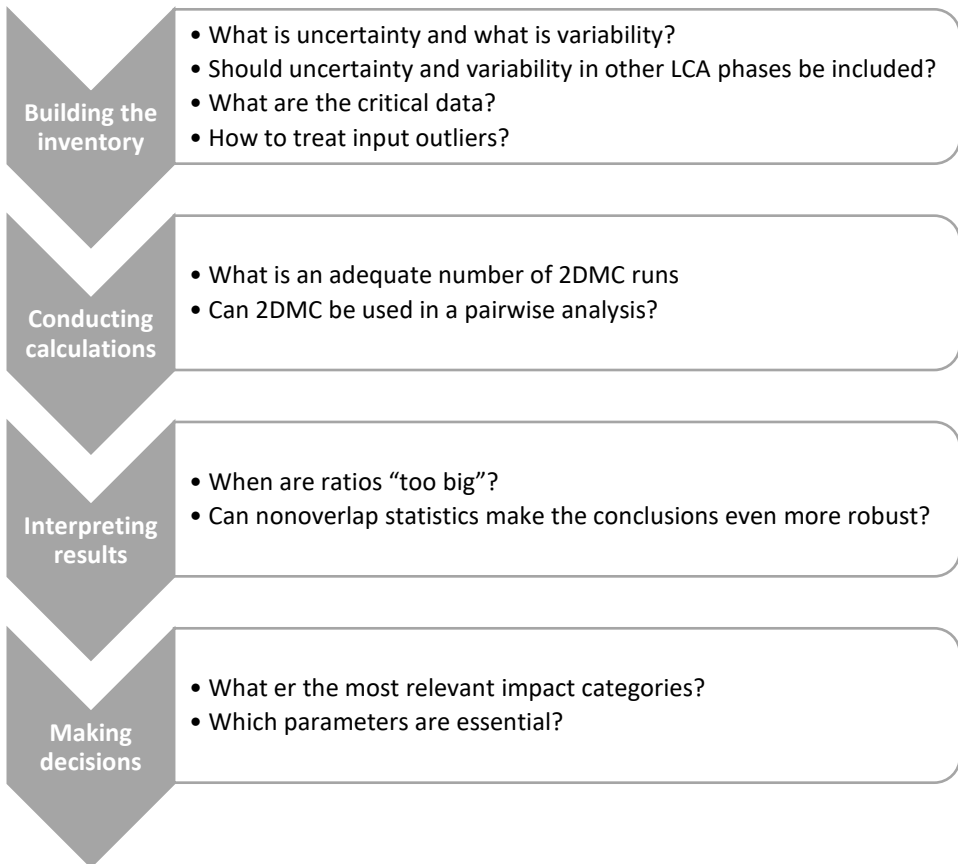 Building the
inventory
• What is uncertainty and what is variability?
• Should uncertainty and variability in other LCA phases be included?
• What are the critical data?
• How to treat input outliers?
Conducting
calculations
• What is an adequate number of 2DMC runs
• Can 2DMC be used in a pairwise analysis?
Interpreting
results
• When are ratios “too big”?
• Can nonoverlap statistics make the conclusions even more robust?
Making
decisions
• What er the most relevant impact categories?
• Which parameters are essential?